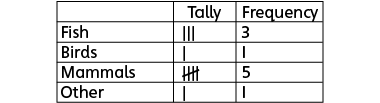 Tally Frequency
Fish ||| 3
Birds | 1
Mammals 5
Other | 1